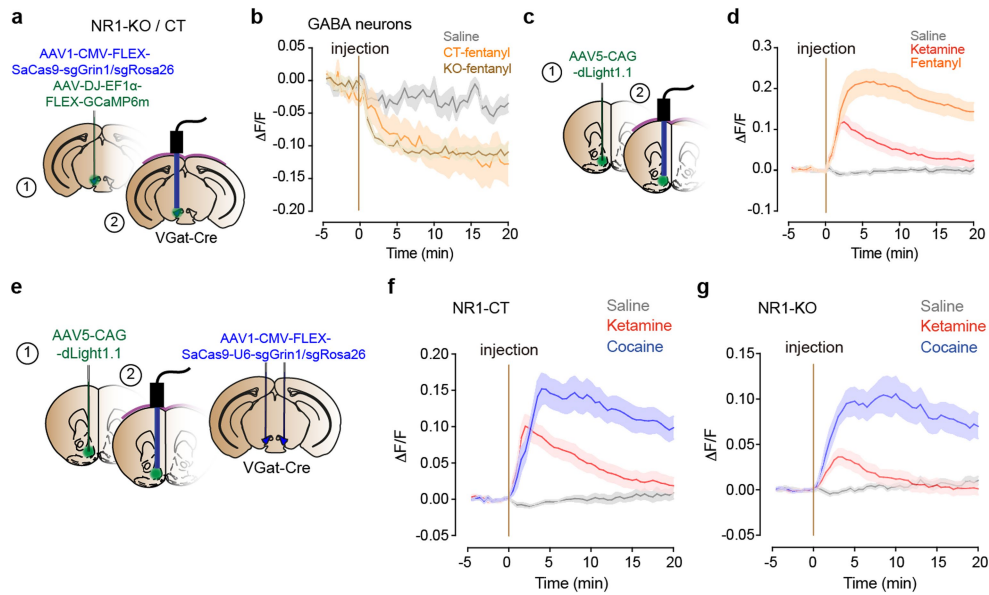 a
NR1-KO / CT
AAV1-CMV-FLEX-
SaCas9-sgGrin1/sgRosa26
AAV-DJ-EF1α-
FLEX-GCaMP6m
1
2
VGat-Cre
b
GABA neurons
injection
Saline
CT-fentanyl
KO-fentanyl
ΔF/F
0.05
0.00
-0.05
-0.10
-0.15
-0.20
-5 0 5 10 15 20
Time (min)
c
AAV5-CAG
-dLight1.1
1
2
d
injection
Saline
Ketamine
Fentanyl
ΔF/F
0.3
0.2
0.1
0.0
-0.1
-5 0 5 10 15 20
Time (min)
e
AAV5-CAG
-dLight1.1
1
2
AAV1-CMV-FLEX-
SaCas9-U6-sgGrin1/sgRosa26
VGat-Cre
f
NR1-CT
injection
Saline
Ketamine
Cocaine
ΔF/F
0.20
0.15
0.10
0.05
0.00
-0.05
-5 0 5 10 15 20
Time (min)
g
NR1-KO
injection
Saline
Ketamine
Cocaine
ΔF/F
0.15
0.10
0.05
0.00
-0.05
-5 0 5 10 15 20
Time (min)